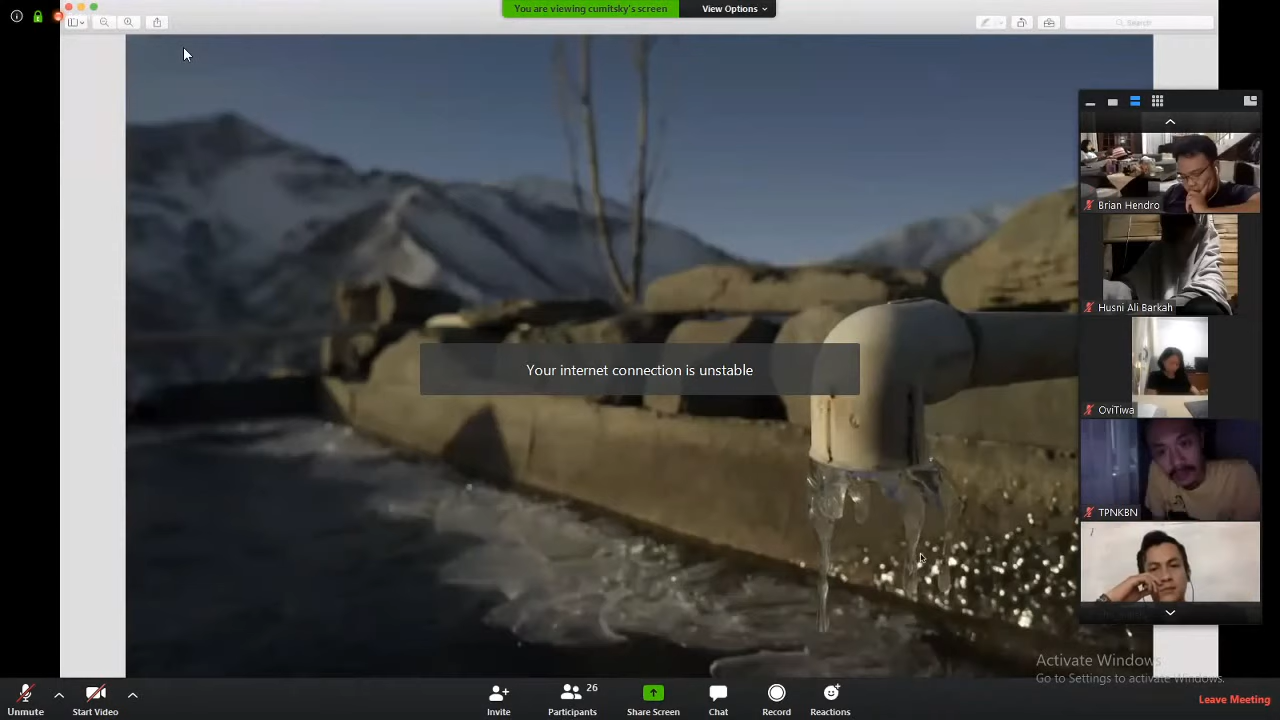 You are viewing cumitsky's screen
View Options
Search
Brian Hendro
Husni Ali Barkah
OviTiwa
TPNKBN
Your internet connection is unstable
Activate Windows
Go to Settings to activate Windows.
Unmute
Start Video
Invite
26
Participants
Share Screen
Chat
Record
Reactions
Leave Meeting